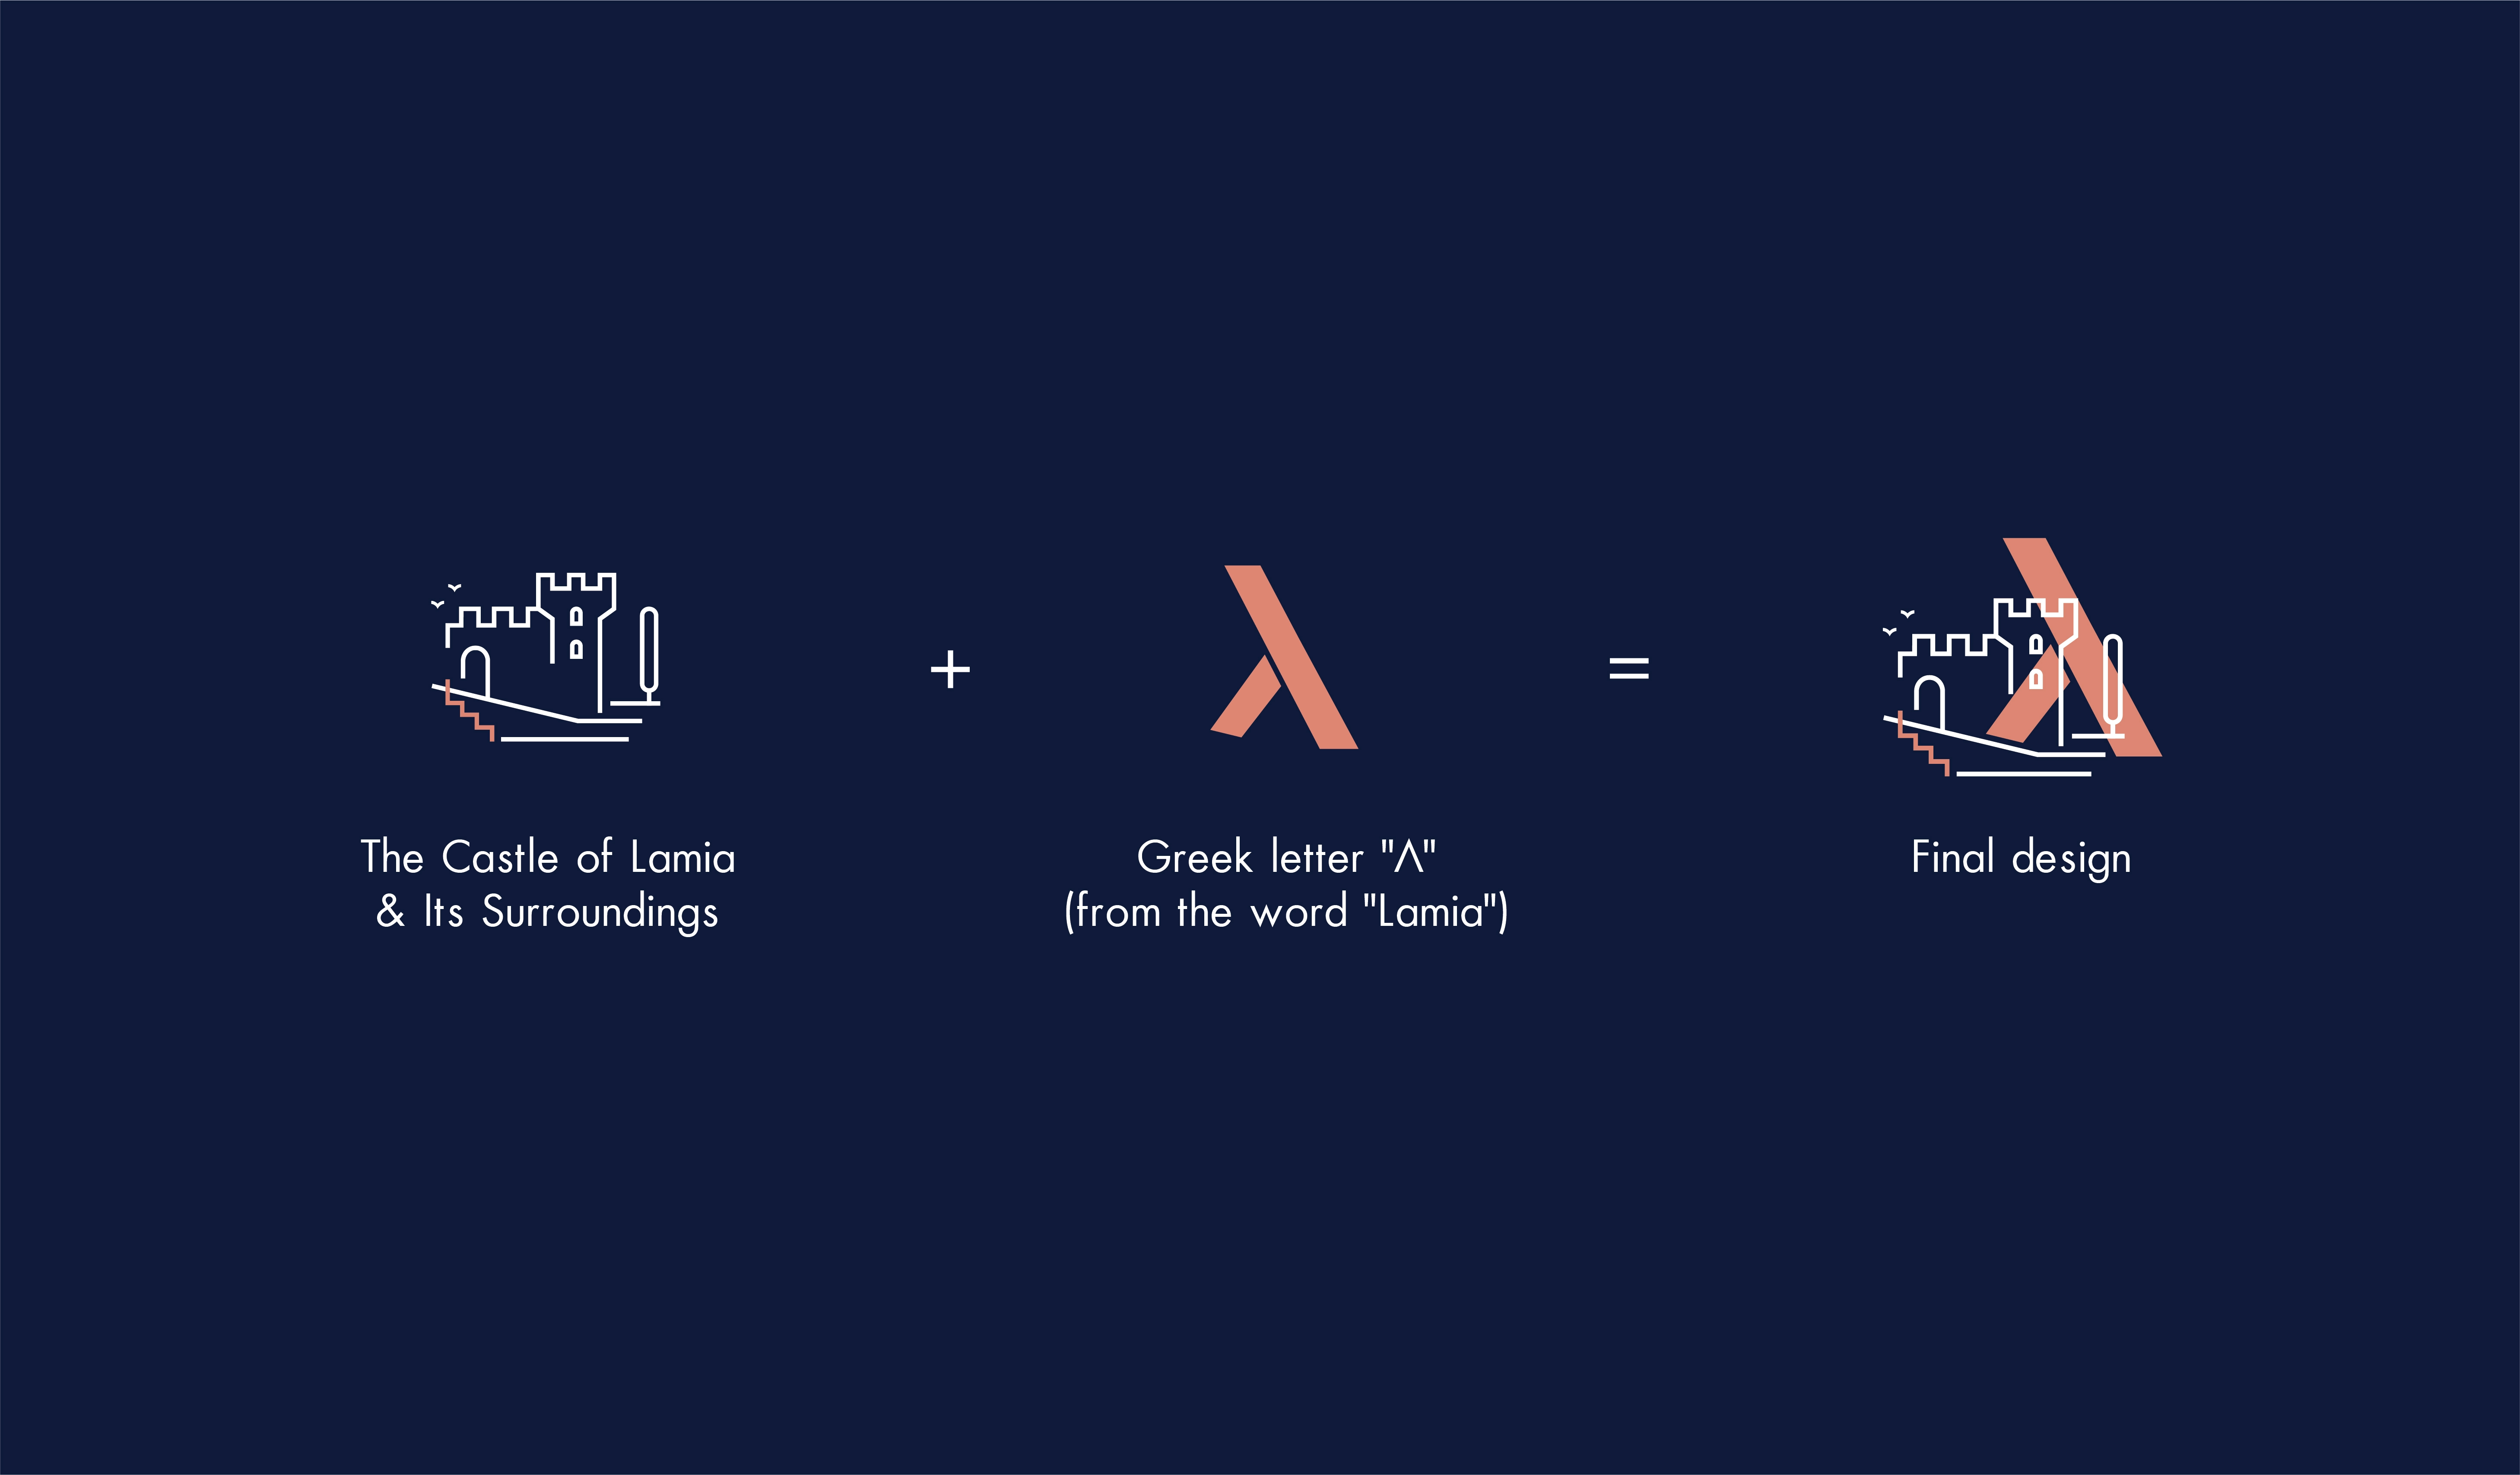 +
=
The Castle of Lamia
& Its Surroundings
Greek letter "Λ"
(from the word "Lamia")
Final design